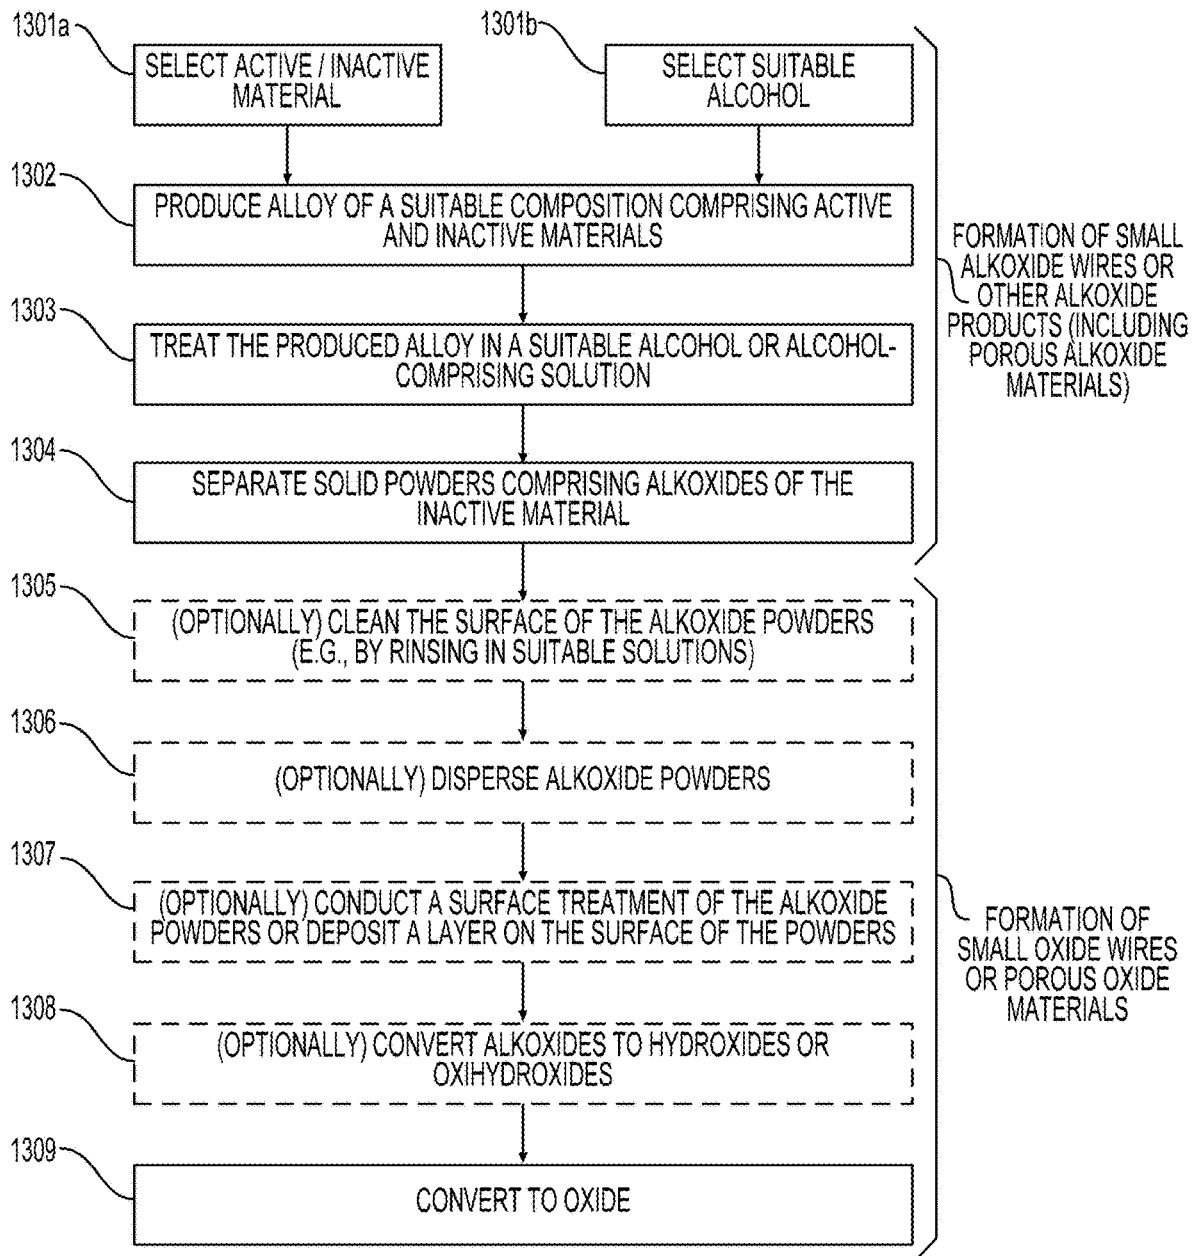 1301a
SELECT ACTIVE / INACTIVE
MATERIAL
1301b
SELECT SUITABLE
ALCOHOL
1302
PRODUCE ALLOY OF A SUITABLE COMPOSITION COMPRISING ACTIVE
AND INACTIVE MATERIALS
1303
TREAT THE PRODUCED ALLOY IN A SUITABLE ALCOHOL OR ALCOHOL-
COMPRISING SOLUTION
1304
SEPARATE SOLID POWDERS COMPRISING ALKOXIDES OF THE
INACTIVE MATERIAL
FORMATION OF SMALL
ALKOXIDE WIRES OR
OTHER ALKOXIDE
PRODUCTS (INCLUDING
POROUS ALKOXIDE
MATERIALS)
1305
(OPTIONALLY) CLEAN THE SURFACE OF THE ALKOXIDE POWDERS
(E.G., BY RINSING IN SUITABLE SOLUTIONS)
1306
(OPTIONALLY) DISPERSE ALKOXIDE POWDERS
1307
(OPTIONALLY) CONDUCT A SURFACE TREATMENT OF THE ALKOXIDE
POWDERS OR DEPOSIT A LAYER ON THE SURFACE OF THE POWDERS
1308
(OPTIONALLY) CONVERT ALKOXIDES TO HYDROXIDES OR
OXIHYDROXIDES
1309
CONVERT TO OXIDE
FORMATION OF
SMALL OXIDE WIRES
OR POROUS OXIDE
MATERIALS